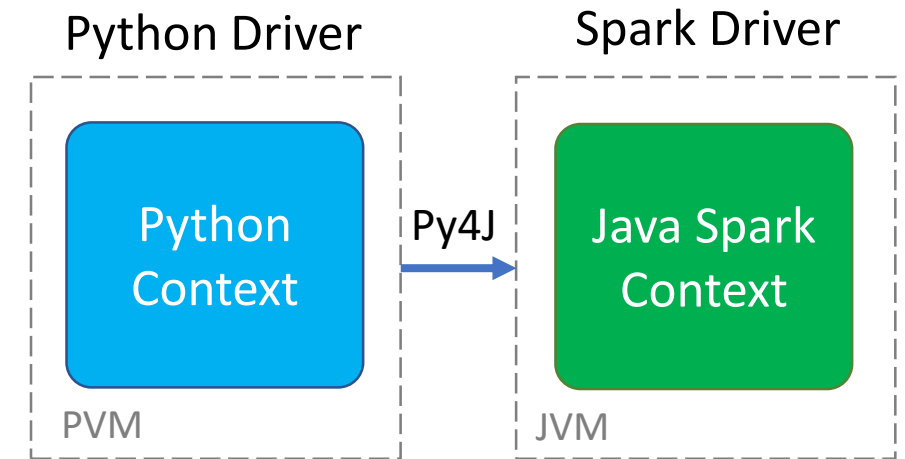 Python Driver
Spark Driver
Python
Context
Py4J
Java Spark
Context
PVM
JVM